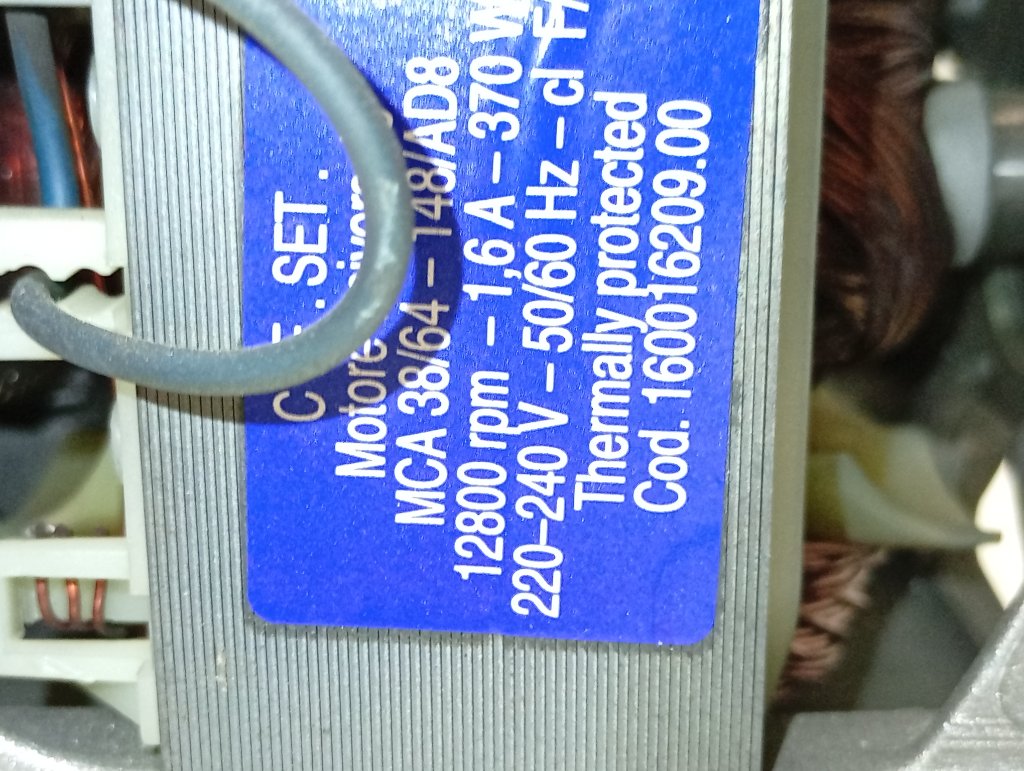 . SET.
Motore
MCA 38/64 – 148/AD8
12800 rpm – 1,6 A – 370 W
220–240 V – 50/60 Hz – cl
Thermally protected
Cod. 160016209.00